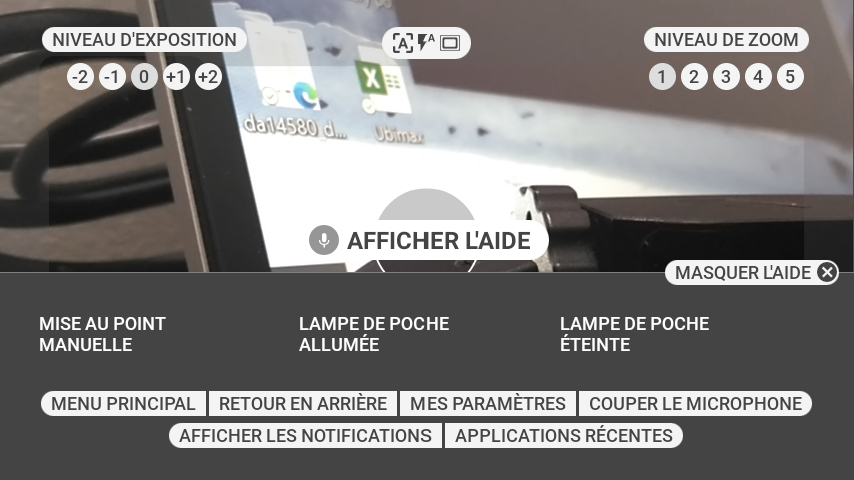 NIVEAU D'EXPOSITION
-2 -1 0 +1 +2
A A
NIVEAU DE ZOOM
1 2 3 4 5
da14580_d...
Ubimax
AFFICHER L'AIDE
MASQUER L'AIDE
MISE AU POINT
MANUELLE
LAMPE DE POCHE
ALLUMÉE
LAMPE DE POCHE
ÉTEINTE
MENU PRINCIPAL RETOUR EN ARRIÈRE MES PARAMÈTRES COUPER LE MICROPHONE
AFFICHER LES NOTIFICATIONS APPLICATIONS RÉCENTES